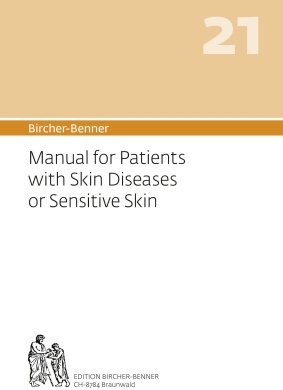 21
Bircher-Benner
Manual for Patients
with Skin Diseases
or Sensitive Skin
EDITION BIRCHER-BENNER
CH-8784 Braunwald